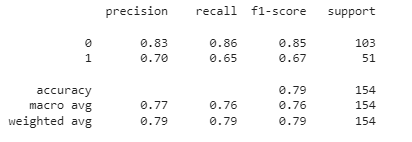 precision recall f1-score support
0 0.83 0.86 0.85 103
1 0.70 0.65 0.67 51
accuracy 0.79 154
macro avg 0.77 0.76 0.76 154
weighted avg 0.79 0.79 0.79 154